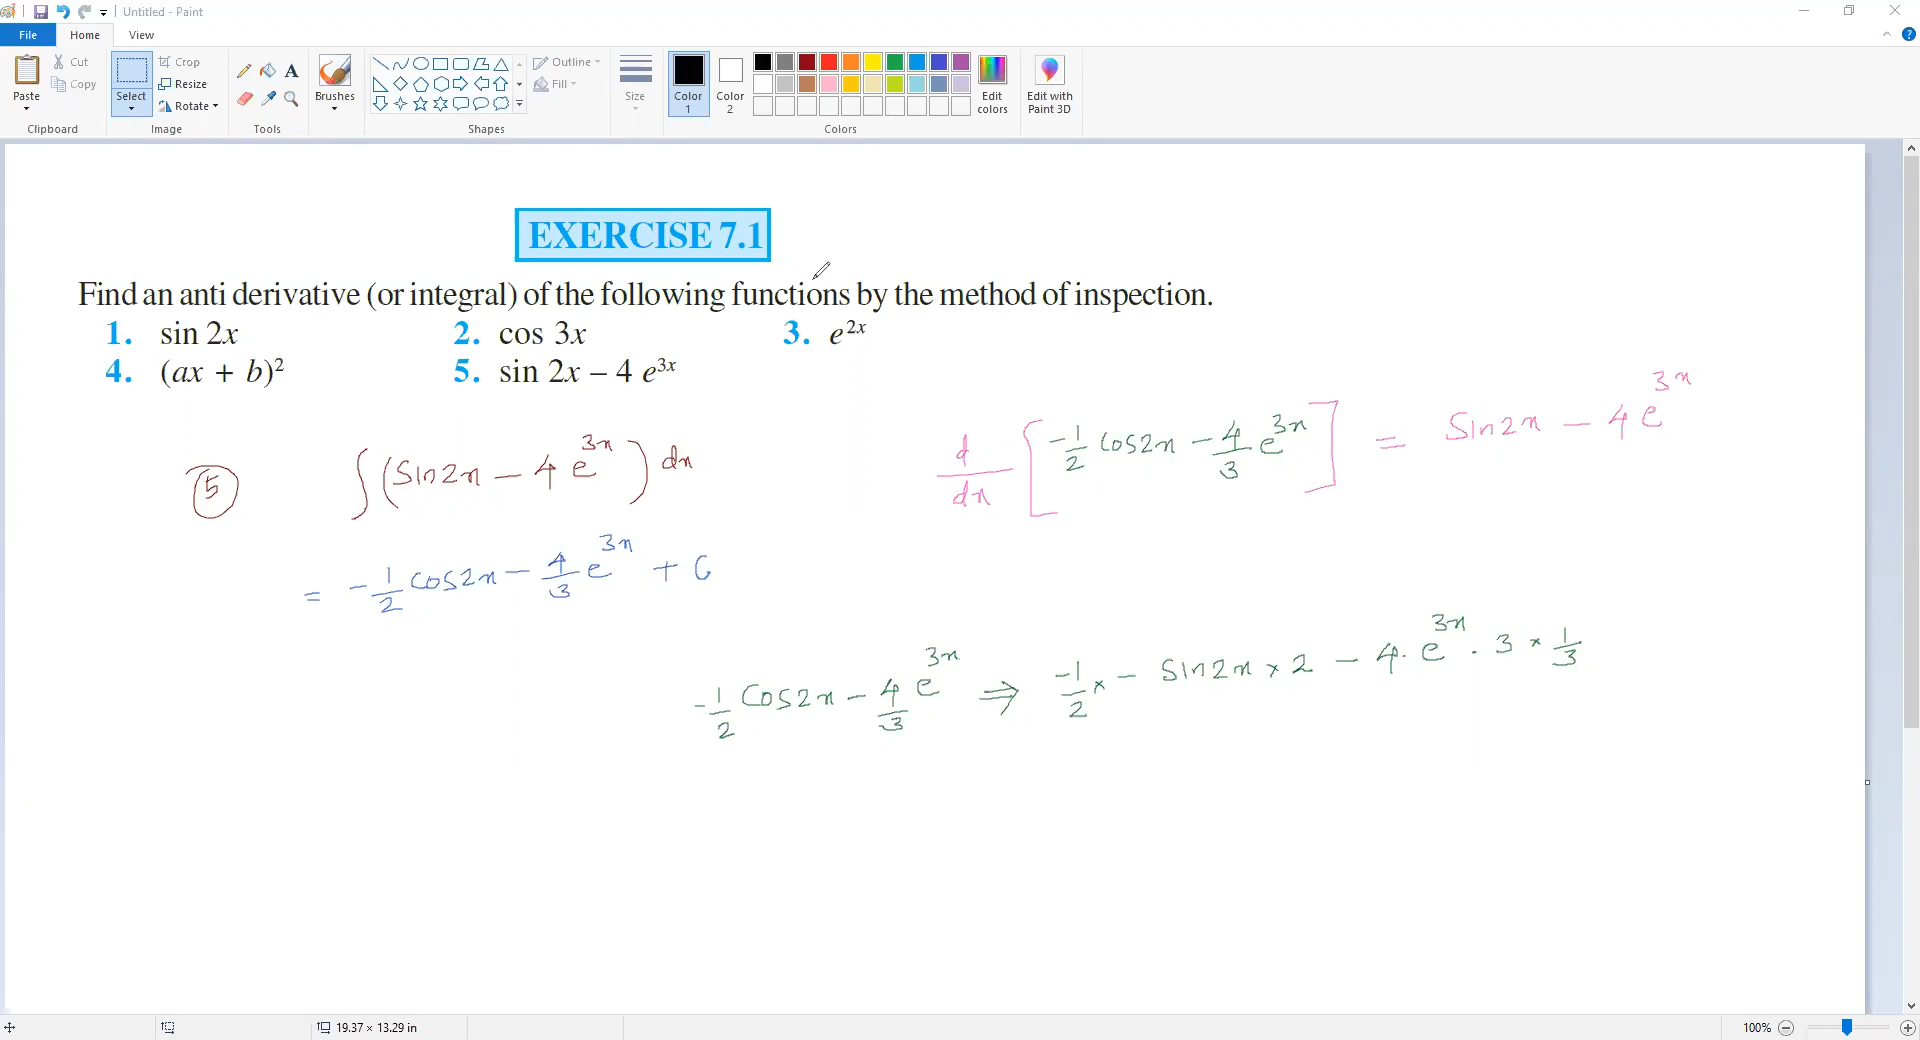 Untitled - Paint
File Home View
Paste
Cut
Copy
Clipboard
Select
Crop
Resize
Rotate
Image
Tools
Brushes
Shapes
Outline
Fill
Size
Color 1
Color 2
Colors
Edit colors
Edit with Paint 3D
EXERCISE 7.1
Find an anti derivative (or integral) of the following functions by the method of inspection.
1. sin 2x 2. cos 3x 3. e^{2x}
4. (ax + b)² 5. sin 2x – 4 e^{3x}
⑤ ∫(Sin2x – 4e^{3x}) dx
d/dx [-1/2 cos2x – 4/3 e^{3x}] = Sin2x – 4e^{3x}
= -1/2 cos2x – 4/3 e^{3x} + C
-1/2 Cos2x – 4/3 e^{3x} ⇒ -1/2 × – Sin2x × 2 – 4. e^{3x} . 3 × 1/3
19.37 × 13.29 in
100%